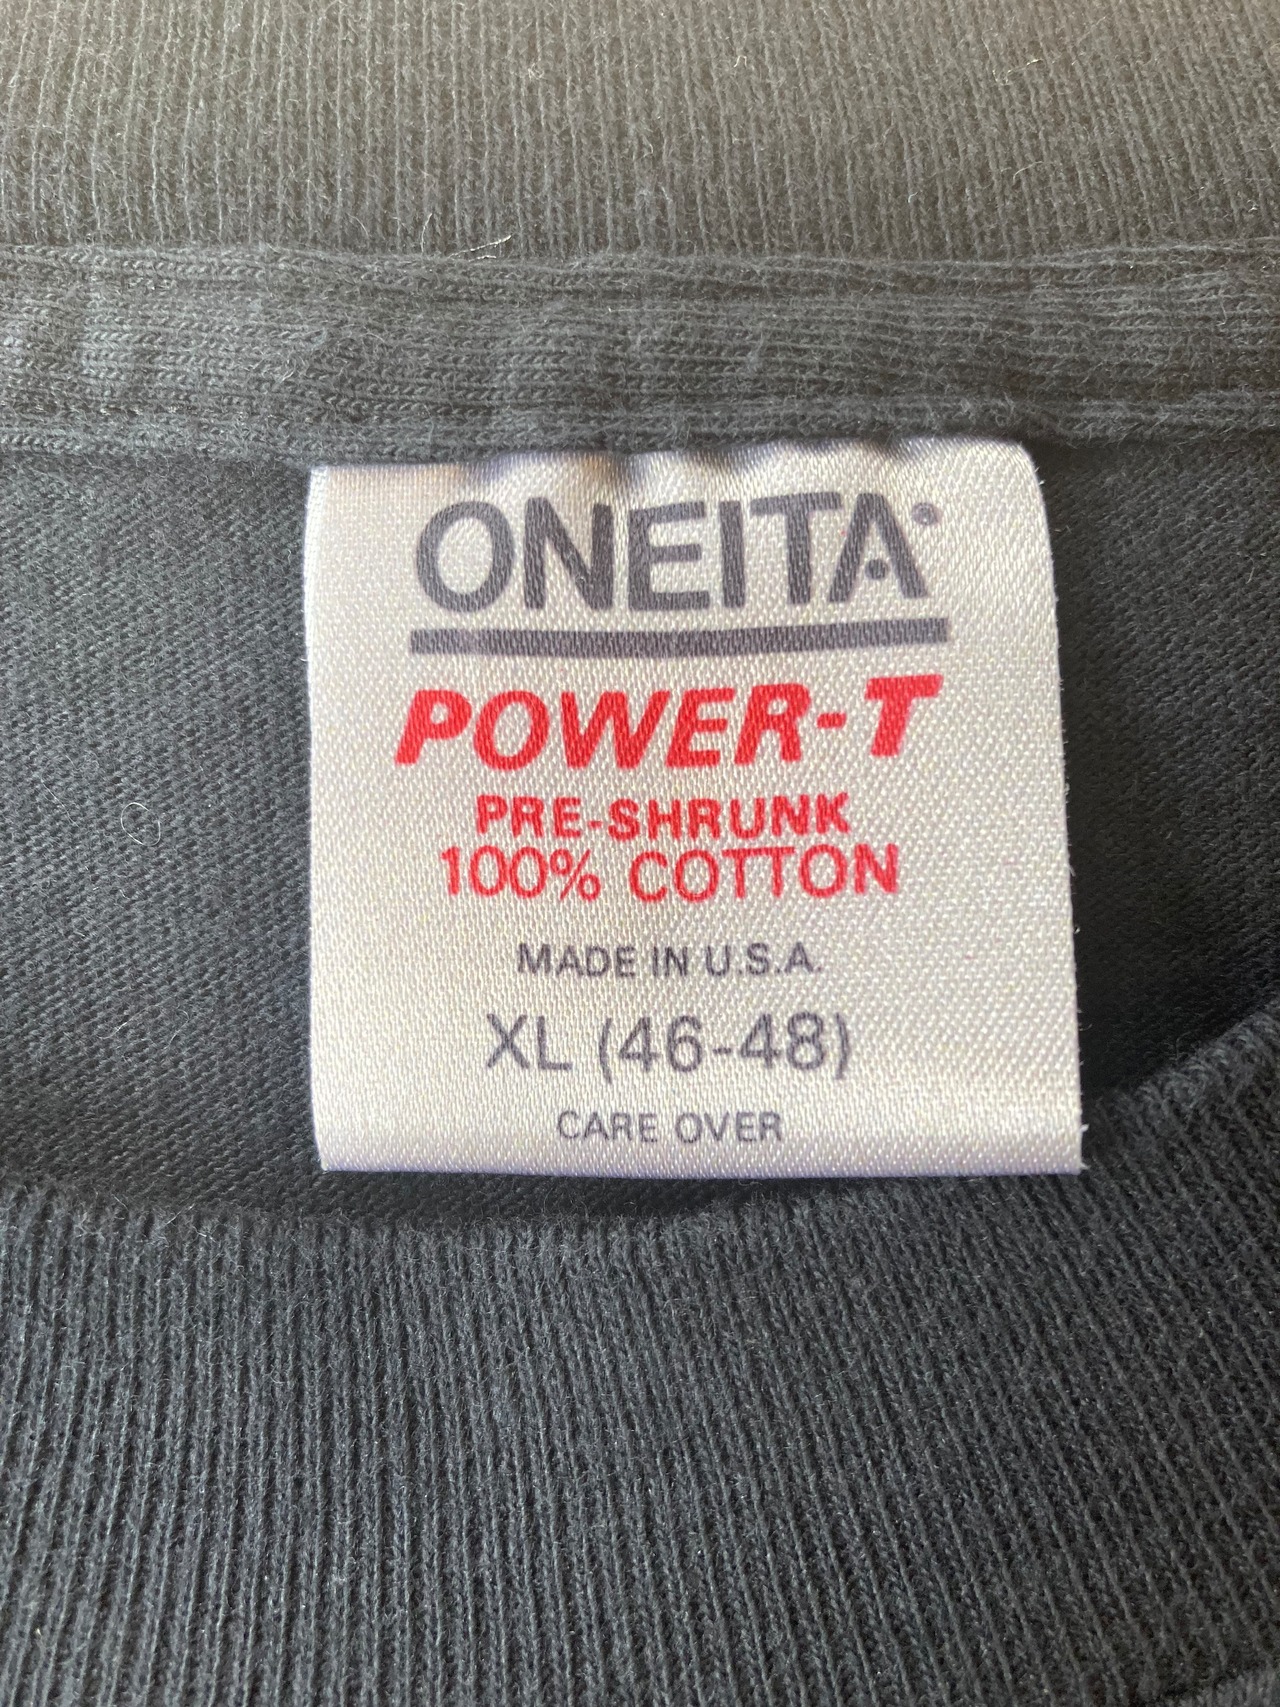 ONEITA®
POWER-T
PRE-SHRUNK
100% COTTON
MADE IN U.S.A.
XL (46-48)
CARE OVER